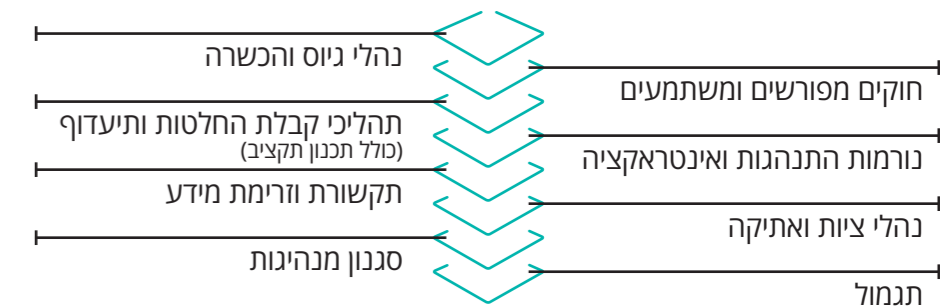 נהלי גיוס והכשרה
חוקים מפורשים ומשתמעים
תהליכי קבלת החלטות ותיעדוף
(כולל תכנון תקציב)
נורמות התנהגות ואינטראקציה
תקשורת וזרימת מידע
נהלי ציות ואתיקה
סגנון מנהיגות
תגמול